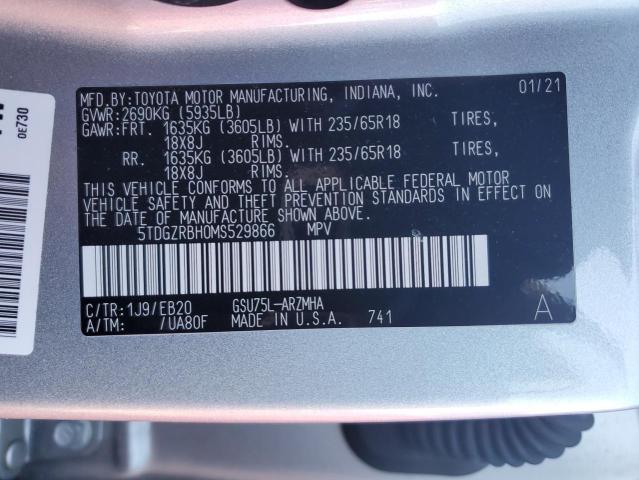 MFD.BY:TOYOTA MOTOR MANUFACTURING, INDIANA, INC. 01/21
GVWR:2690KG (5935LB)
GAWR:FRT. 1635KG (3605LB) WITH 235/65R18 TIRES,
18X8J RIMS.
RR. 1635KG (3605LB) WITH 235/65R18 TIRES,
18X8J RIMS.
THIS VEHICLE CONFORMS TO ALL APPLICABLE FEDERAL MOTOR
VEHICLE SAFETY AND THEFT PREVENTION STANDARDS IN EFFECT ON
THE DATE OF MANUFACTURE SHOWN ABOVE.
5TDGZRBH0MS529866 MPV
C/TR:1J9/EB20 GSU75L-ARZMHA
A/TM: /UA80F MADE IN U.S.A. 741 A
0E730